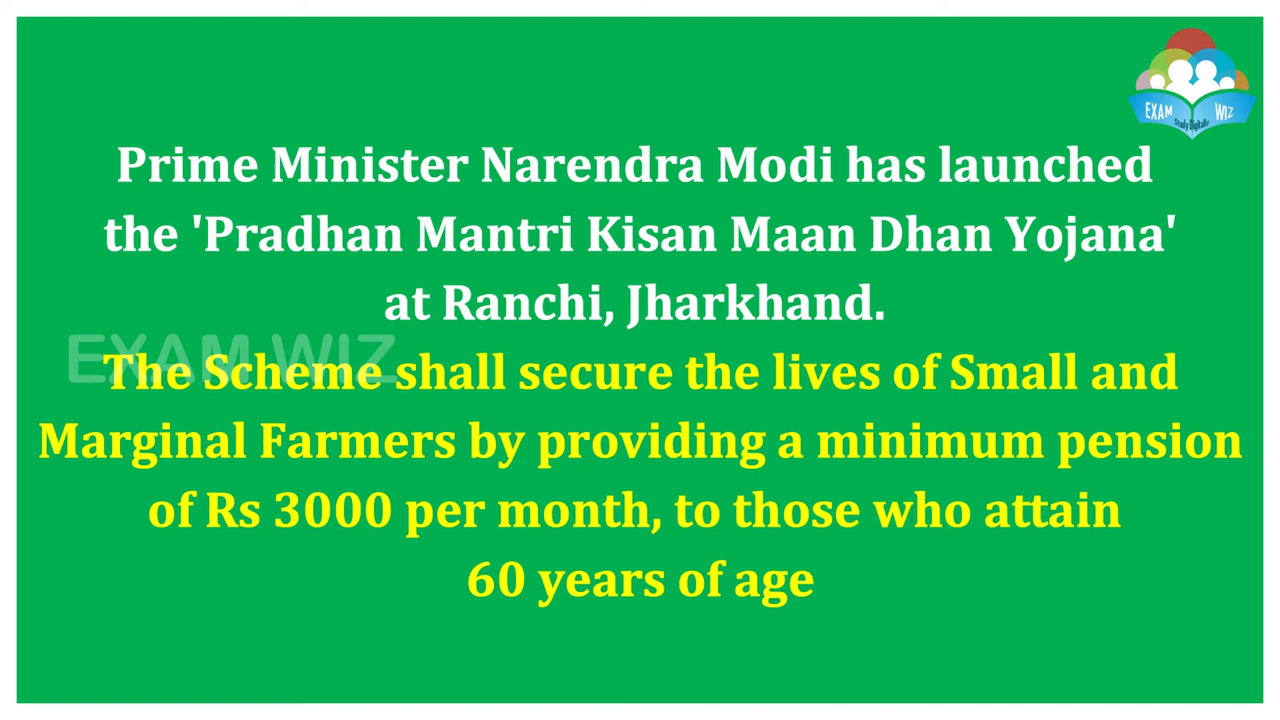 EXAM WIZ
Study Digitally
Prime Minister Narendra Modi has launched
the 'Pradhan Mantri Kisan Maan Dhan Yojana'
at Ranchi, Jharkhand.
EXAM WIZ
The Scheme shall secure the lives of Small and
Marginal Farmers by providing a minimum pension
of Rs 3000 per month, to those who attain
60 years of age